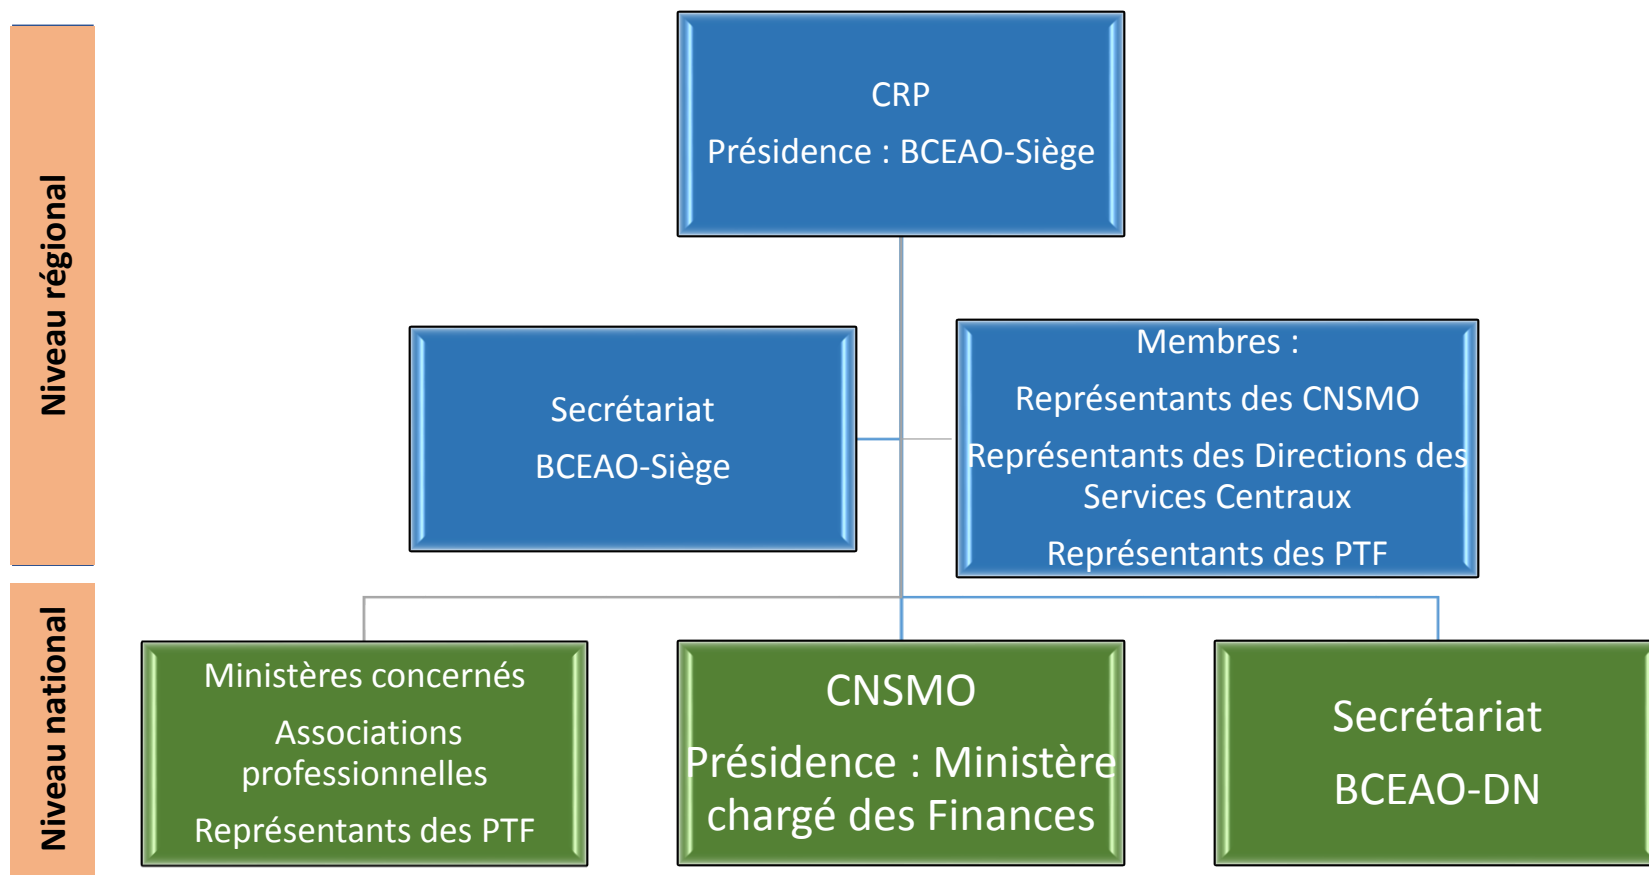 Niveau régional
CRP
Présidence : BCEAO-Siège
Secrétariat
BCEAO-Siège
Membres :
Représentants des CNSMO
Représentants des Directions des
Services Centraux
Représentants des PTF
Niveau national
Ministères concernés
Associations
professionnelles
Représentants des PTF
CNSMO
Présidence : Ministère
chargé des Finances
Secrétariat
BCEAO-DN